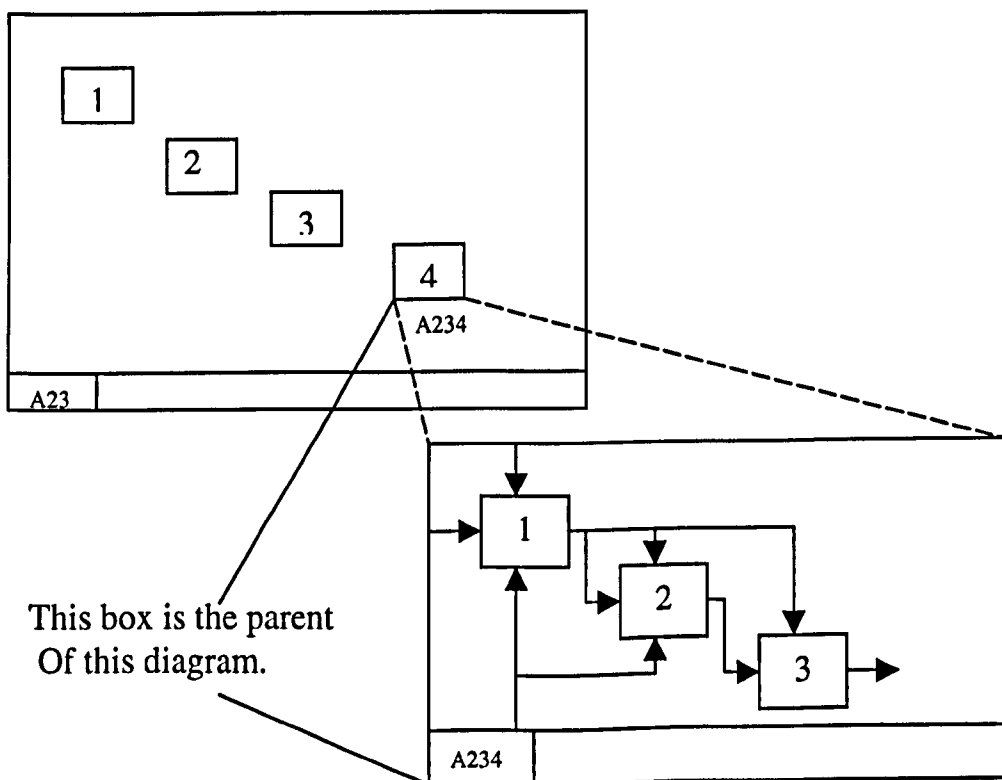 1
2
3
4
A234
A23
1
2
3
This box is the parent
Of this diagram.
A234